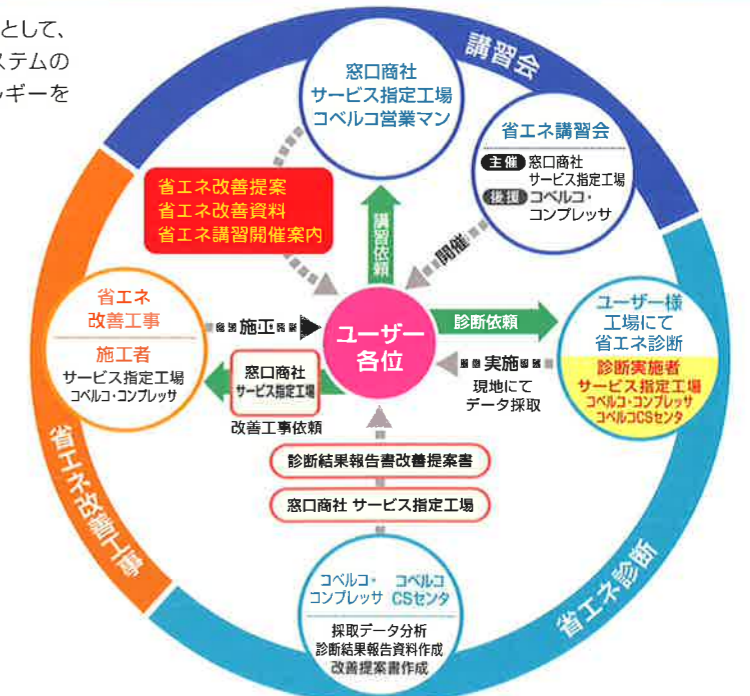 として、
ステムの
ルギーを
講習会
窓口商社
サービス指定工場
コベルコ営業マン
省エネ講習会
主催 窓口商社
サービス指定工場
後援 コベルコ・
コンプレッサ
省エネ改善提案
省エネ改善資料
省エネ講習開催案内
講習依頼
開催
省エネ
改善工事
施工者
サービス指定工場
コベルコ・コンプレッサ
施工
ユーザー
各位
診断依頼
実施
現地にて
データ採取
ユーザー様
工場にて
省エネ診断
診断実施者
サービス指定工場
コベルコ・コンプレッサ
コベルコCSセンタ
窓口商社
サービス指定工場
改善工事依頼
診断結果報告書改善提案書
窓口商社 サービス指定工場
コベルコ・
コンプレッサ
コベルコ
CSセンタ
採取データ分析
診断結果報告資料作成
改善提案書作成
省エネ改善工事
省エネ診断